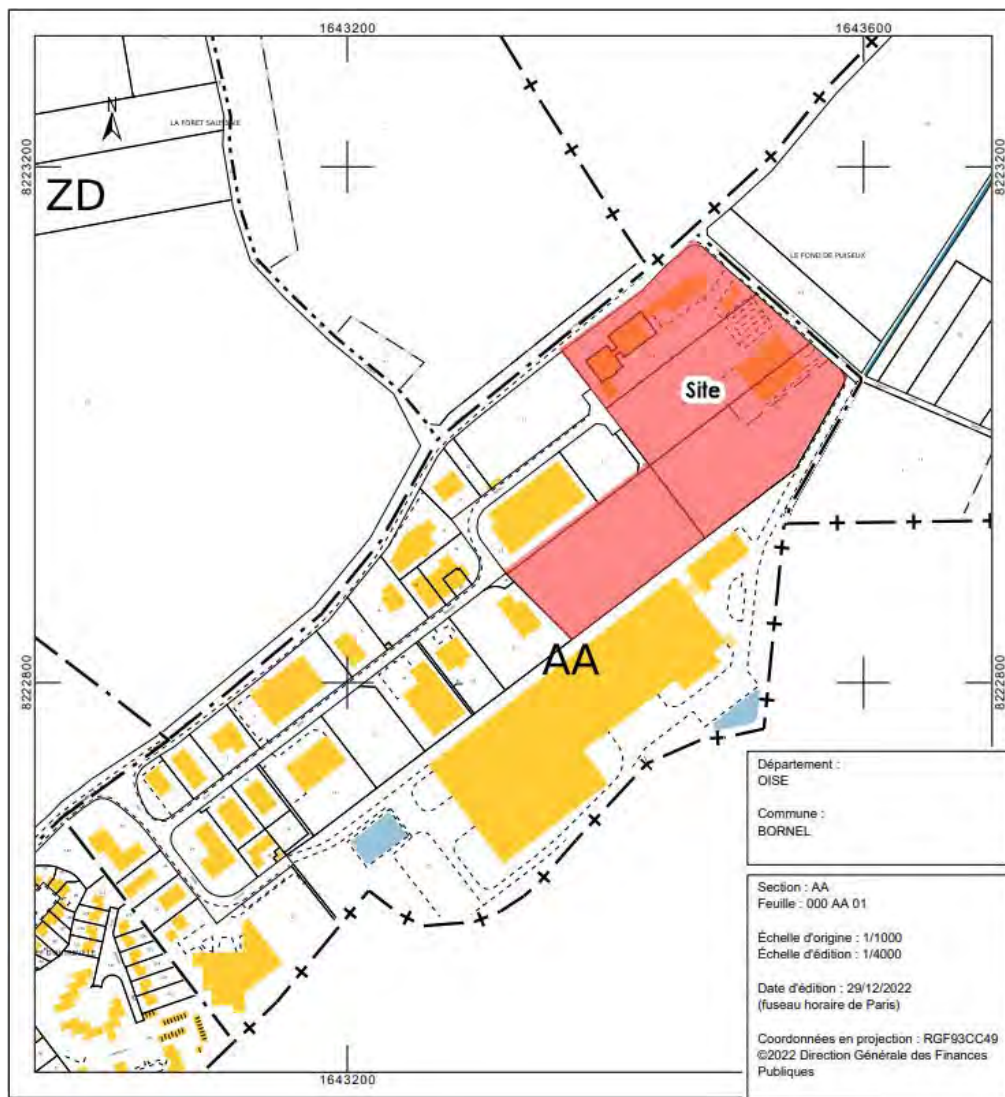 1643200
1643600
N
LA FORET SAUVAGE
8223200
8223200
ZD
LE FOND DE PUISEUX
Site
8222800
8222800
AA
Département :
OISE
Commune :
BORNEL
Section : AA
Feuille : 000 AA 01
Échelle d'origine : 1/1000
Échelle d'édition : 1/4000
Date d'édition : 29/12/2022
(fuseau horaire de Paris)
Coordonnées en projection : RGF93CC49
©2022 Direction Générale des Finances
Publiques
1643200